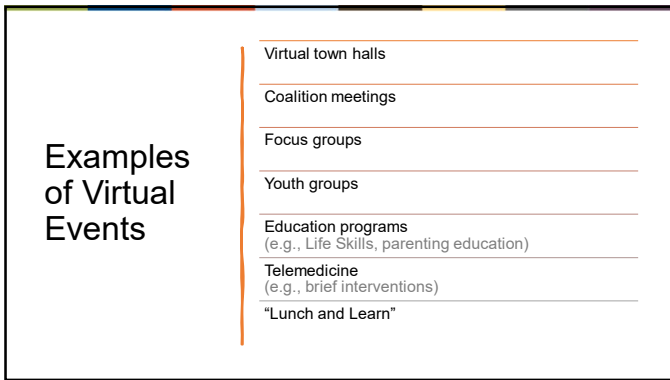 Examples
of Virtual
Events
Virtual town halls
Coalition meetings
Focus groups
Youth groups
Education programs
(e.g., Life Skills, parenting education)
Telemedicine
(e.g., brief interventions)
“Lunch and Learn”